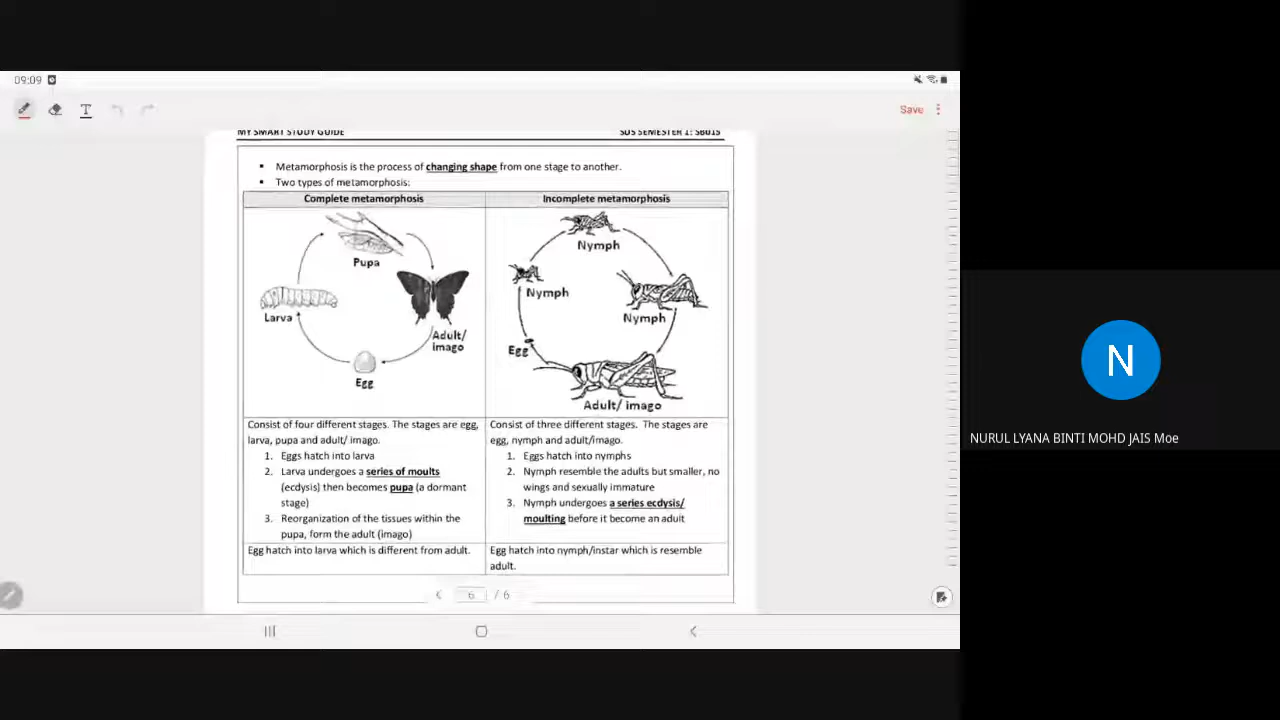 09:09
Save
MY SMART STUDY GUIDE
SDS SEMESTER 1: SB015
Metamorphosis is the process of changing shape from one stage to another.
Two types of metamorphosis:
Complete metamorphosis
Incomplete metamorphosis
Pupa
Larva
Adult/
imago
Egg
Nymph
Nymph
Nymph
Egg
Adult/ imago
Consist of four different stages. The stages are egg,
larva, pupa and adult/ imago.
1. Eggs hatch into larva
2. Larva undergoes a series of moults
(ecdysis) then becomes pupa (a dormant
stage)
3. Reorganization of the tissues within the
pupa, form the adult (imago)
Consist of three different stages. The stages are
egg, nymph and adult/imago.
1. Eggs hatch into nymphs
2. Nymph resemble the adults but smaller, no
wings and sexually immature
3. Nymph undergoes a series ecdysis/
moulting before it become an adult
Egg hatch into larva which is different from adult.
Egg hatch into nymph/instar which is resemble
adult.
6 / 6
N
NURUL LYANA BINTI MOHD JAIS Moe